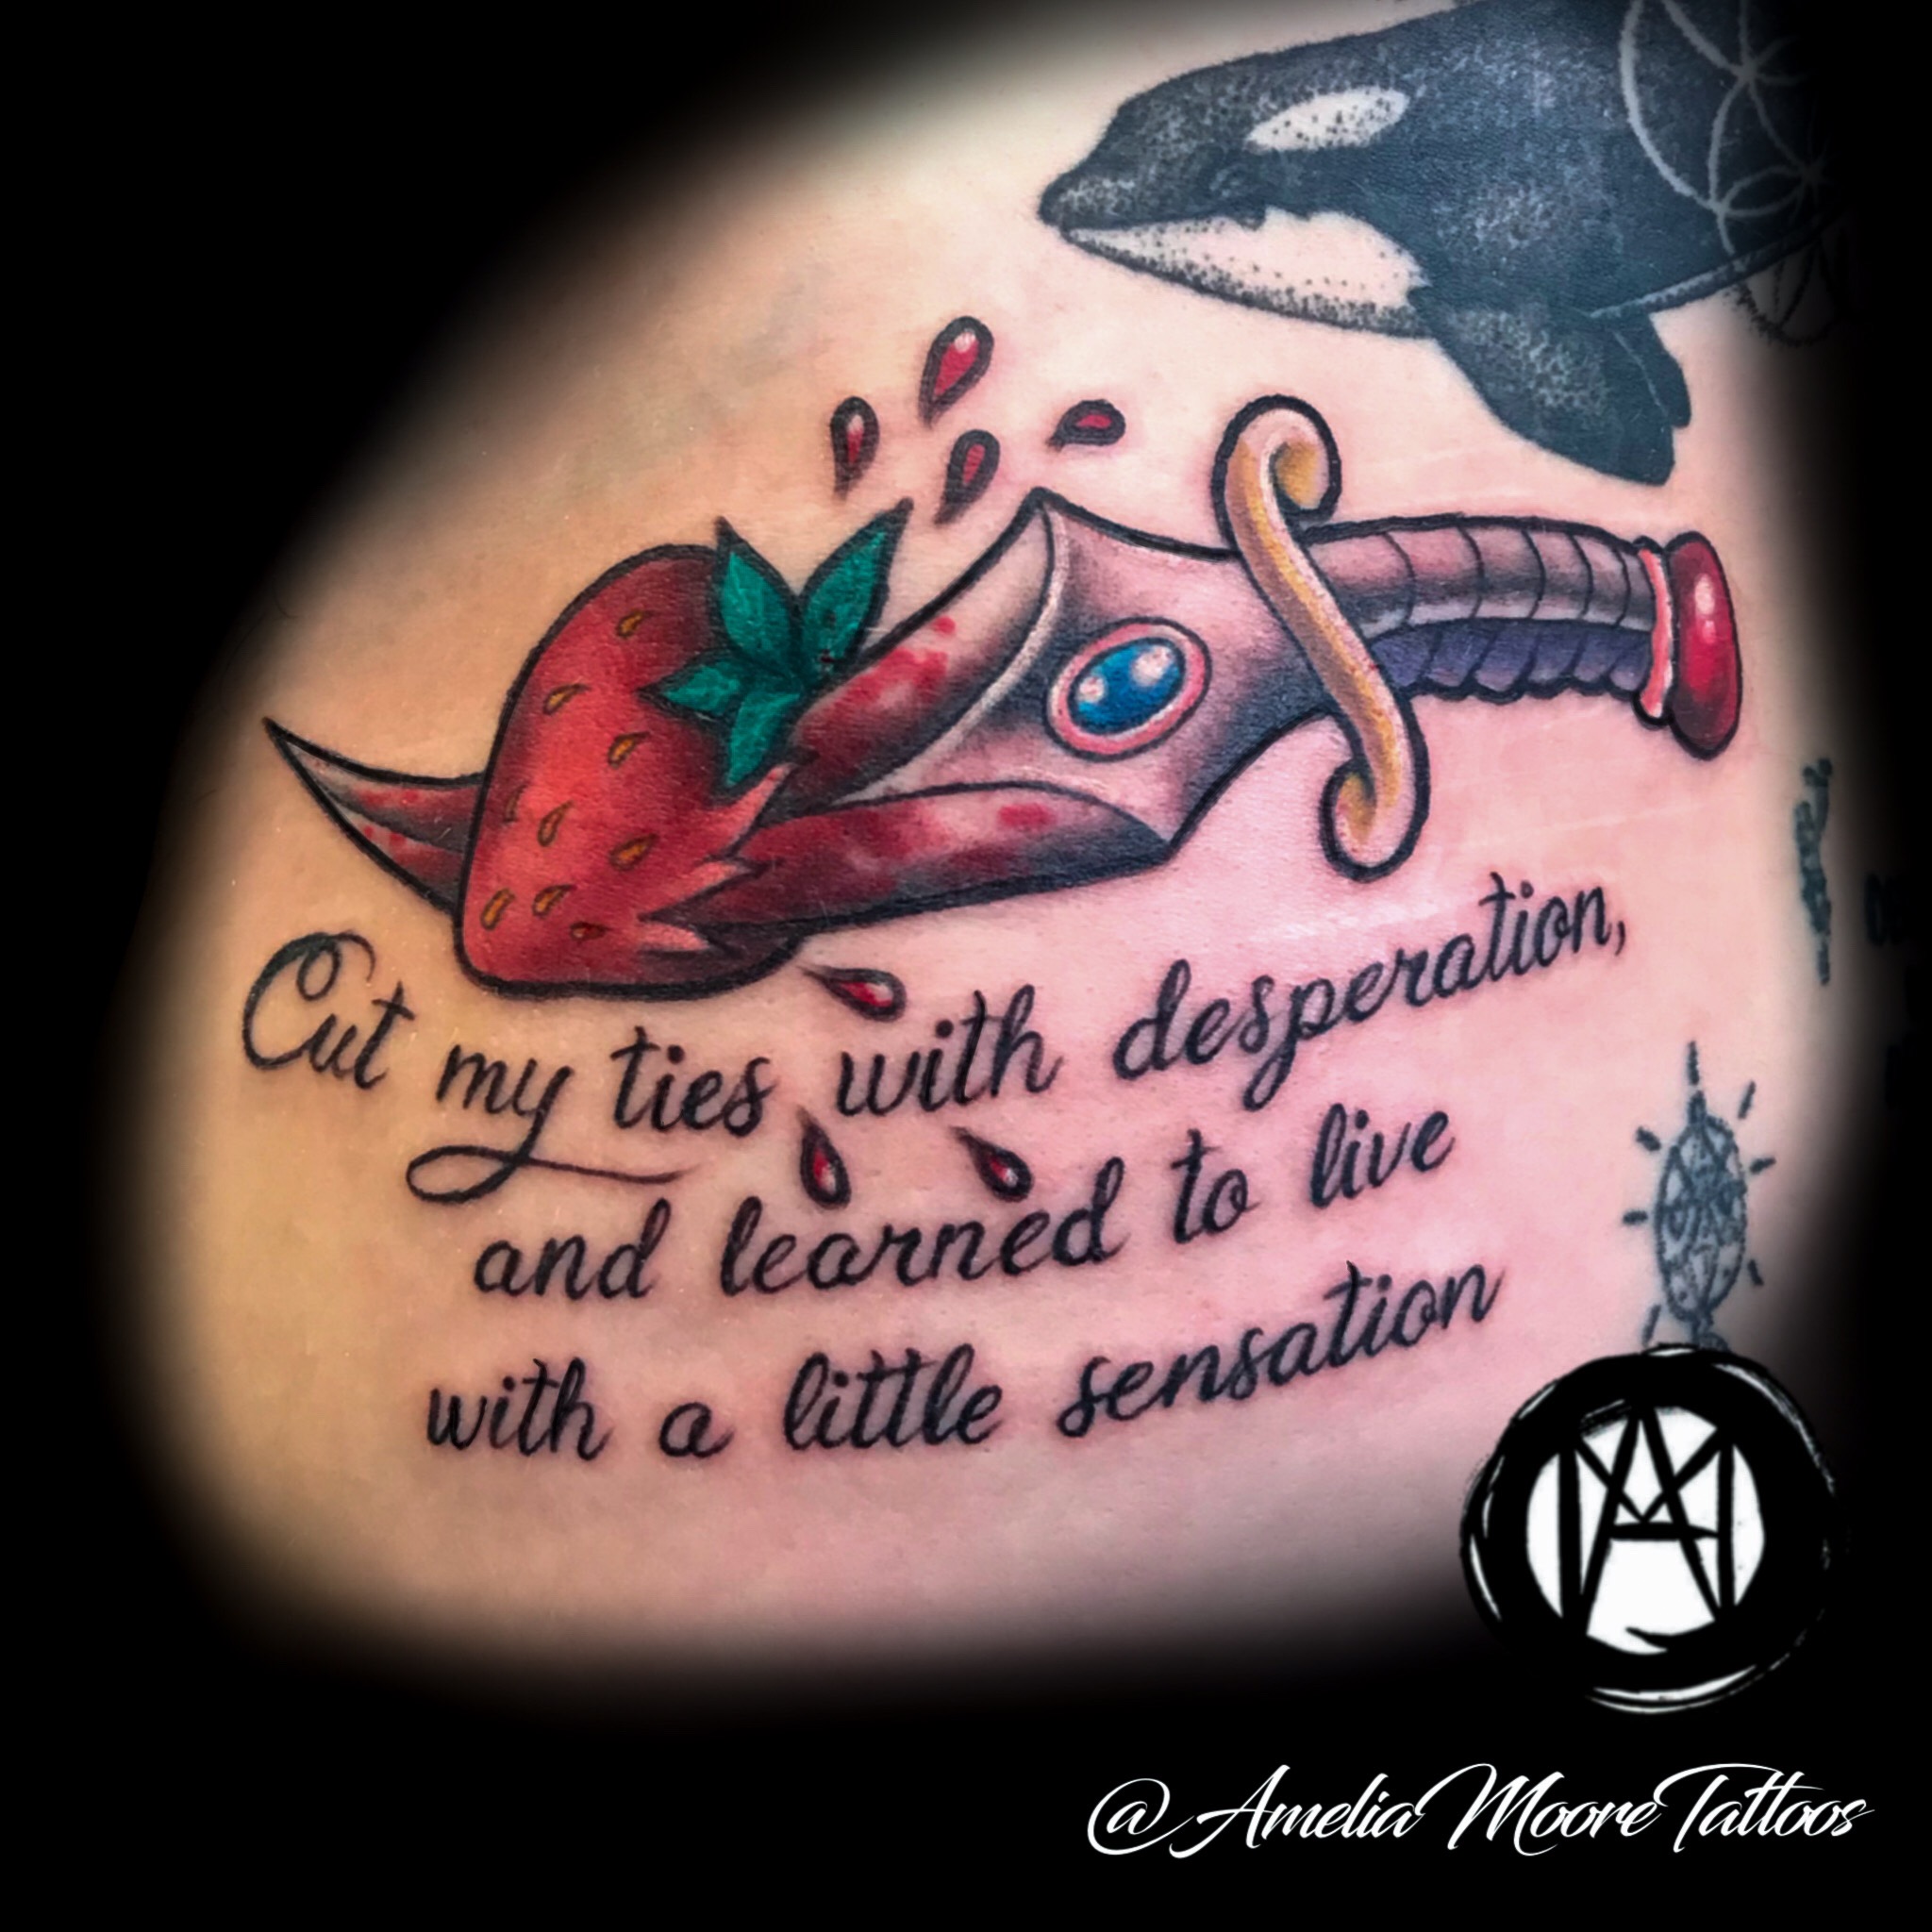 Cut my ties with desperation,
and learned to live
with a little sensation
@AmeliaMooreTattoos